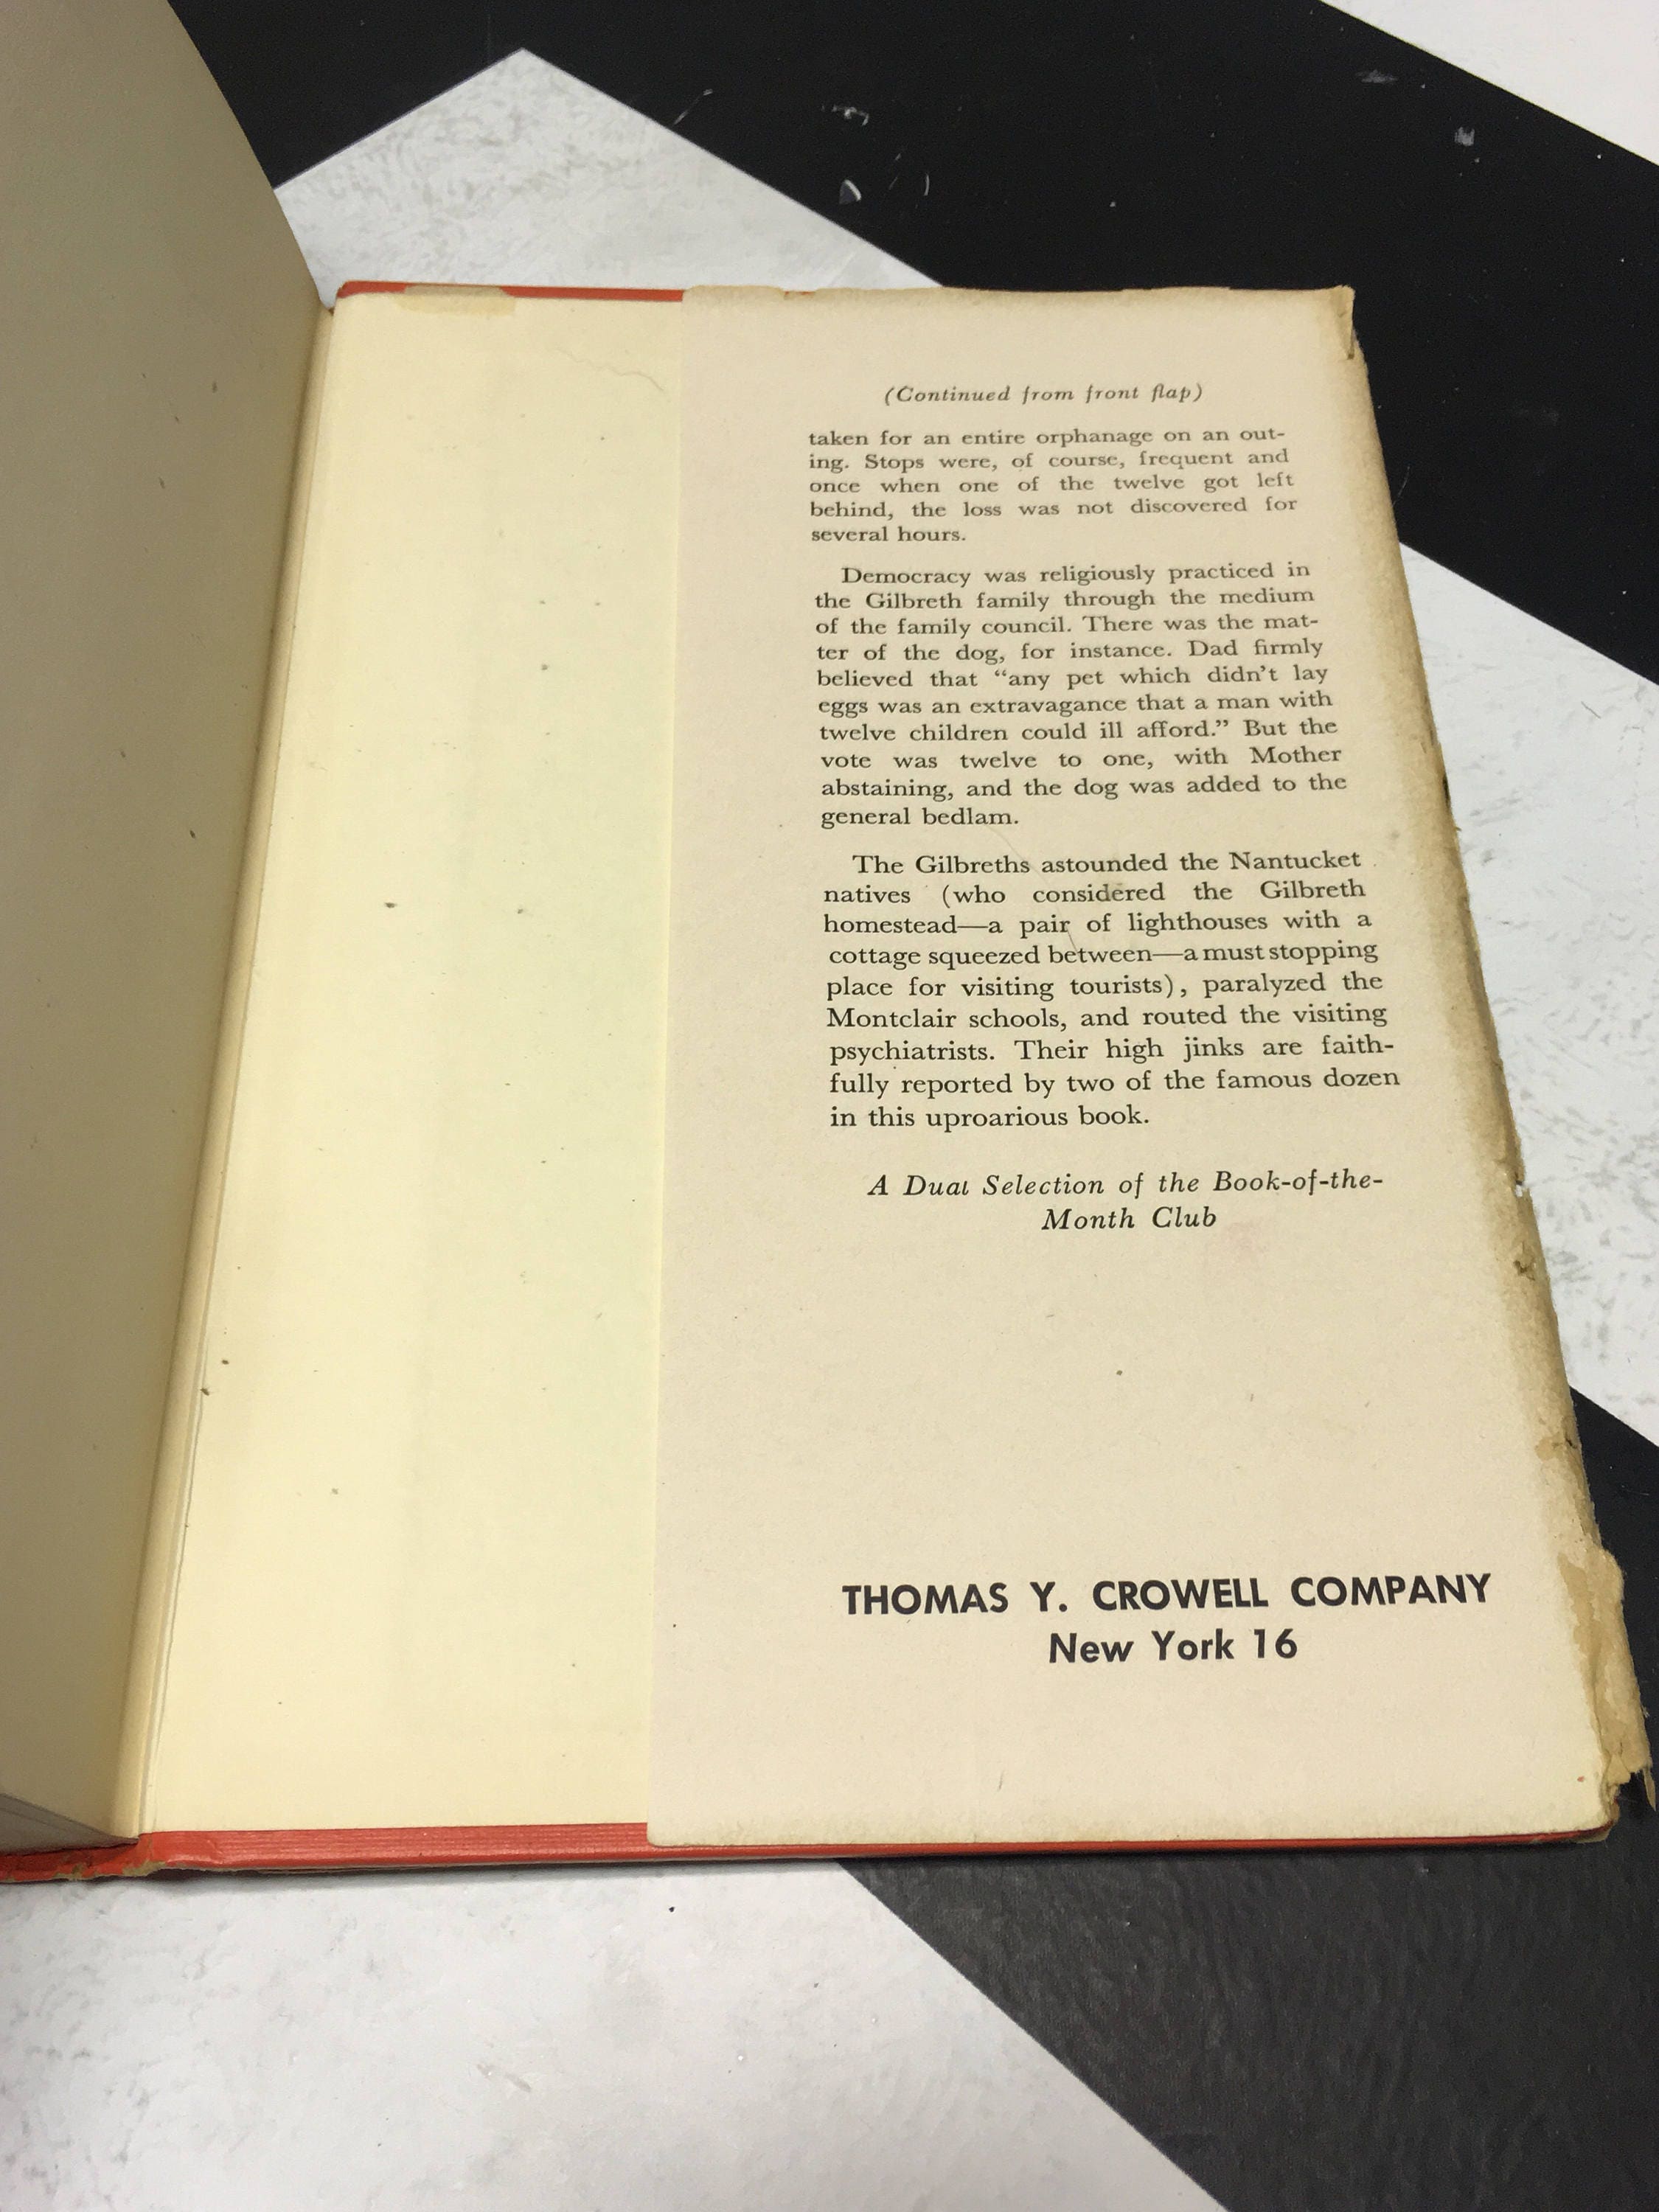 (Continued from front flap)
taken for an entire orphanage on an out-
ing. Stops were, of course, frequent and
once when one of the twelve got left
behind, the loss was not discovered for
several hours.
Democracy was religiously practiced in
the Gilbreth family through the medium
of the family council. There was the mat-
ter of the dog, for instance. Dad firmly
believed that “any pet which didn’t lay
eggs was an extravagance that a man with
twelve children could ill afford.” But the
vote was twelve to one, with Mother
abstaining, and the dog was added to the
general bedlam.
The Gilbreths astounded the Nantucket
natives (who considered the Gilbreth
homestead—a pair of lighthouses with a
cottage squeezed between—a must stopping
place for visiting tourists), paralyzed the
Montclair schools, and routed the visiting
psychiatrists. Their high jinks are faith-
fully reported by two of the famous dozen
in this uproarious book.
A Dual Selection of the Book-of-the-
Month Club
THOMAS Y. CROWELL COMPANY
New York 16